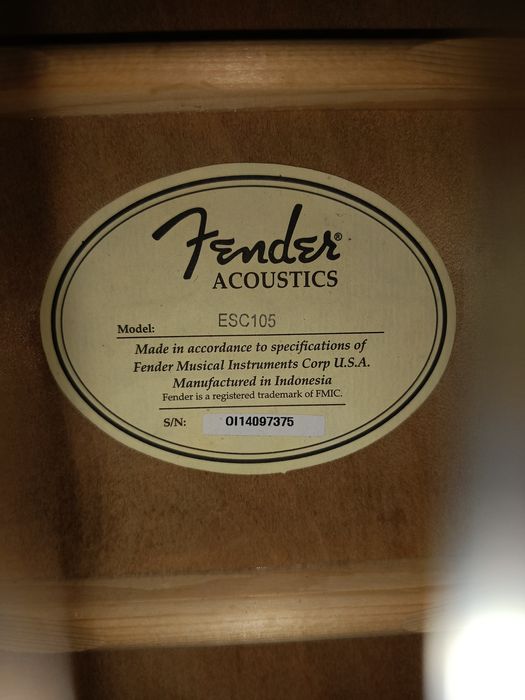 Fender®
ACOUSTICS
Model: ESC105
Made in accordance to specifications of
Fender Musical Instruments Corp U.S.A.
Manufactured in Indonesia
Fender is a registered trademark of FMIC.
S/N: OI14097375